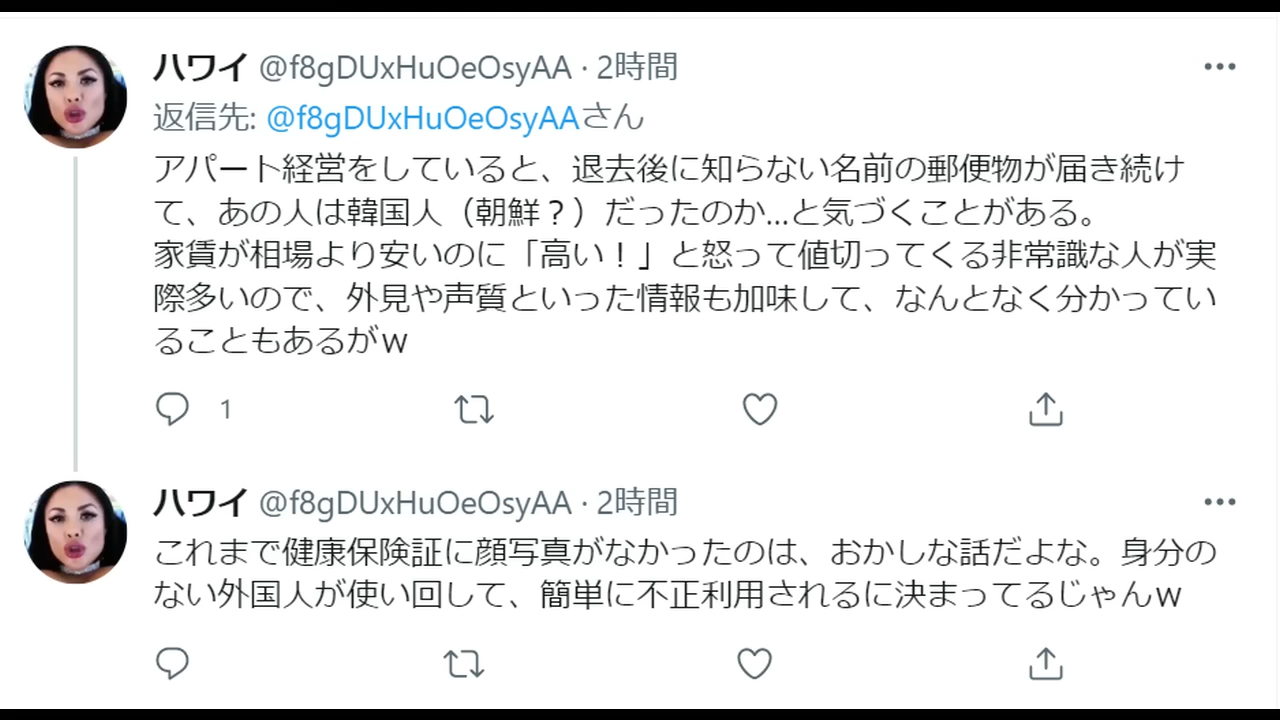 ハワイ @f8gDUxHuOeOsyAA · 2時間
返信先: @f8gDUxHuOeOsyAAさん
アパート経営をしていると、退去後に知らない名前の郵便物が届き続け
て、あの人は韓国人（朝鮮？）だったのか...と気づくことがある。
家賃が相場より安いのに「高い！」と怒って値切ってくる非常識な人が実
際多いので、外見や声質といった情報も加味して、なんとなく分かってい
ることもあるがｗ
1
ハワイ @f8gDUxHuOeOsyAA · 2時間
これまで健康保険証に顔写真がなかったのは、おかしな話だよな。身分の
ない外国人が使い回して、簡単に不正利用されるに決まってるじゃんｗ